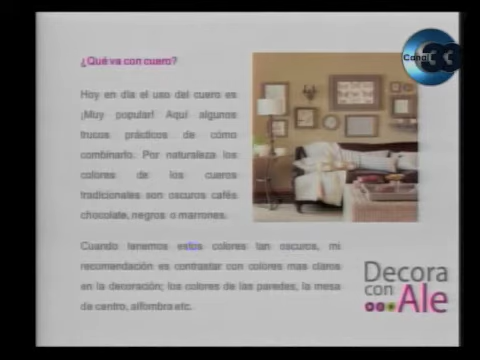 Canal 33
¿Qué va con cuero?
Hoy en día el uso del cuero es
¡Muy popular! Aquí algunos
trucos prácticos de cómo
combinarlo. Por naturaleza los
colores de los cueros
tradicionales son oscuros cafés
chocolate, negros o marrones.
Cuando tenemos estos colores tan oscuros, mi
recomendación es contrastar con colores mas claros
en la decoración; los colores de las paredes, la mesa
de centro, alfombra etc.
Decora
con
Ale